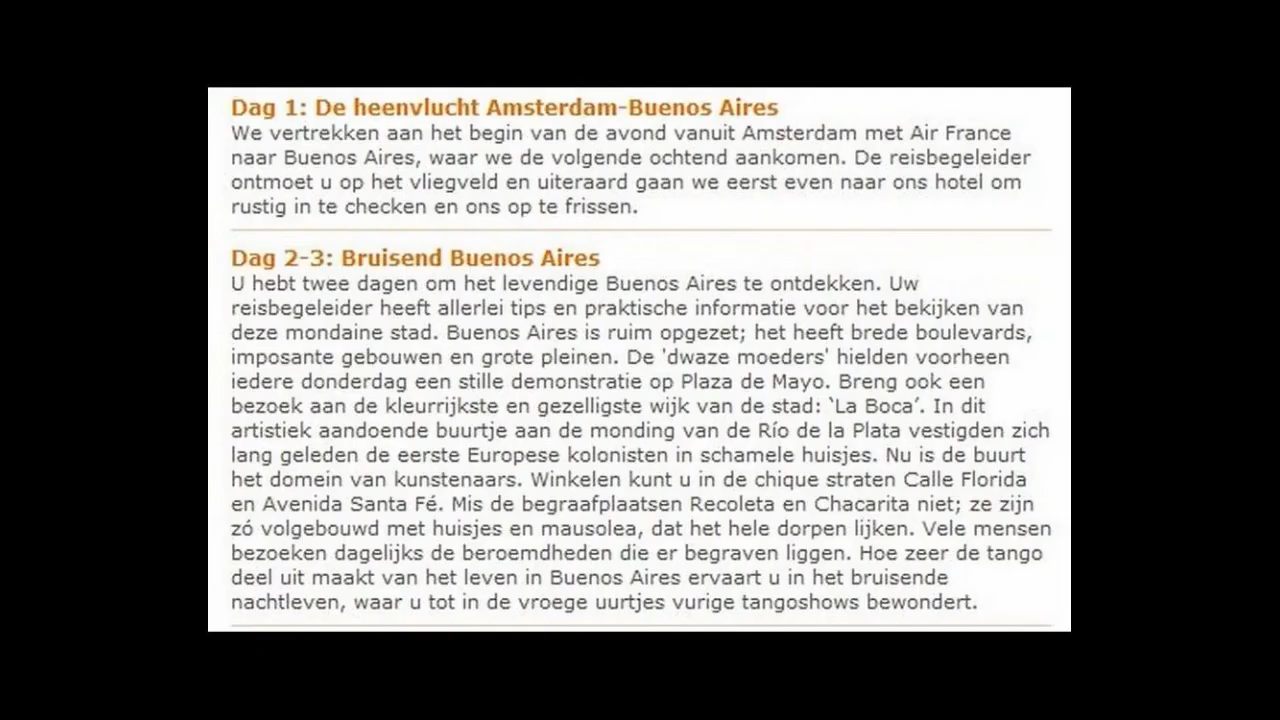 Dag 1: De heenvlucht Amsterdam-Buenos Aires
We vertrekken aan het begin van de avond vanuit Amsterdam met Air France
naar Buenos Aires, waar we de volgende ochtend aankomen. De reisbegeleider
ontmoet u op het vliegveld en uiteraard gaan we eerst even naar ons hotel om
rustig in te checken en ons op te frissen.
Dag 2-3: Bruisend Buenos Aires
U hebt twee dagen om het levendige Buenos Aires te ontdekken. Uw
reisbegeleider heeft allerlei tips en praktische informatie voor het bekijken van
deze mondaine stad. Buenos Aires is ruim opgezet; het heeft brede boulevards,
imposante gebouwen en grote pleinen. De 'dwaze moeders' hielden voorheen
iedere donderdag een stille demonstratie op Plaza de Mayo. Breng ook een
bezoek aan de kleurrijkste en gezelligste wijk van de stad: ‘La Boca’. In dit
artistiek aandoende buurtje aan de monding van de Río de la Plata vestigden zich
lang geleden de eerste Europese kolonisten in schamele huisjes. Nu is de buurt
het domein van kunstenaars. Winkelen kunt u in de chique straten Calle Florida
en Avenida Santa Fé. Mis de begraafplaatsen Recoleta en Chacarita niet; ze zijn
zó volgebouwd met huisjes en mausolea, dat het hele dorpen lijken. Vele mensen
bezoeken dagelijks de beroemdheden die er begraven liggen. Hoe zeer de tango
deel uit maakt van het leven in Buenos Aires ervaart u in het bruisende
nachtleven, waar u tot in de vroege uurtjes vurige tangoshows bewondert.